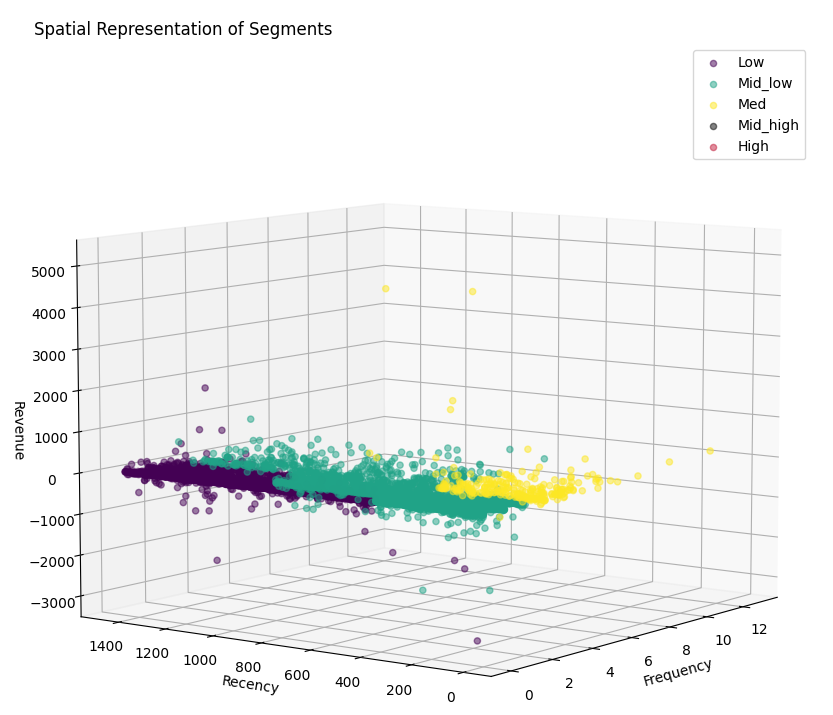 Spatial Representation of Segments
Low
Mid_low
Med
Mid_high
High
5000
4000
3000
2000
1000
0
−1000
−2000
−3000
Revenue
1400
1200
1000
800
600
400
200
0
Recency
0
2
4
6
8
10
12
Frequency